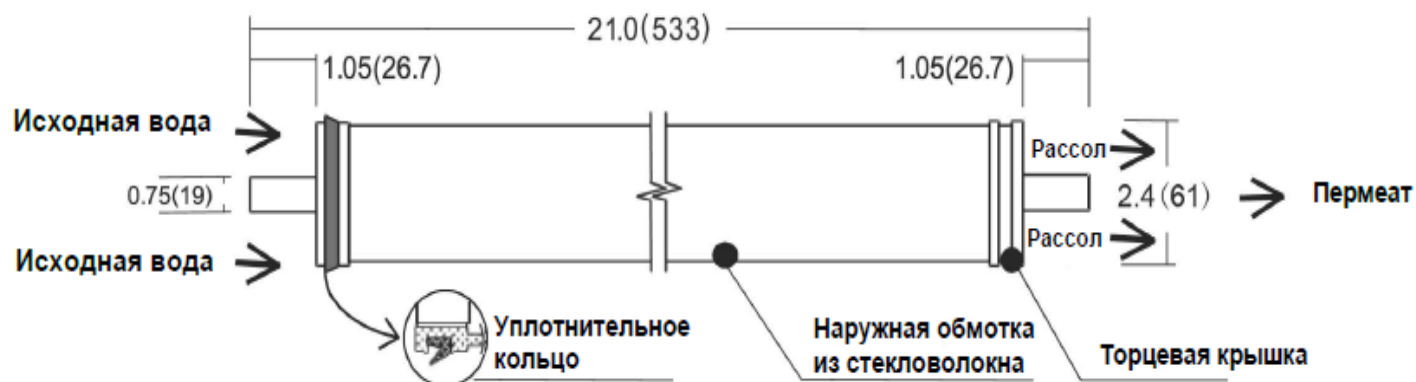 21.0(533)
1.05(26.7)
1.05(26.7)
Исходная вода
Рассол
0.75(19)
2.4 (61)
Пермеат
Рассол
Исходная вода
Уплотнительное
кольцо
Наружная обмотка
из стекловолокна
Торцевая крышка